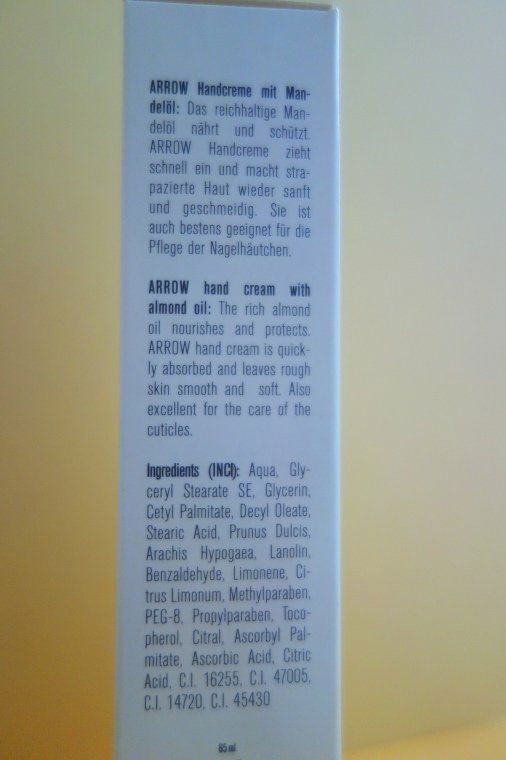 ARROW Handcreme mit Man-
delöl: Das reichhaltige Man-
delöl nährt und schützt.
ARROW Handcreme zieht
schnell ein und macht stra-
pazierte Haut wieder sanft
und geschmeidig. Sie ist
auch bestens geeignet für die
Pflege der Nagelhäutchen.
ARROW hand cream with
almond oil: The rich almond
oil nourishes and protects.
ARROW hand cream is quick-
ly absorbed and leaves rough
skin smooth and soft. Also
excellent for the care of the
cuticles.
Ingredients (INCI): Aqua, Gly-
ceryl Stearate SE, Glycerin,
Cetyl Palmitate, Decyl Oleate,
Stearic Acid, Prunus Dulcis,
Arachis Hypogaea, Lanolin,
Benzaldehyde, Limonene, Ci-
trus Limonum, Methylparaben,
PEG-8, Propylparaben, Toco-
pherol, Citral, Ascorbyl Pal-
mitate, Ascorbic Acid, Citric
Acid, C.I. 16255, C.I. 47005,
C.I. 14720, C.I. 45430
85 ml